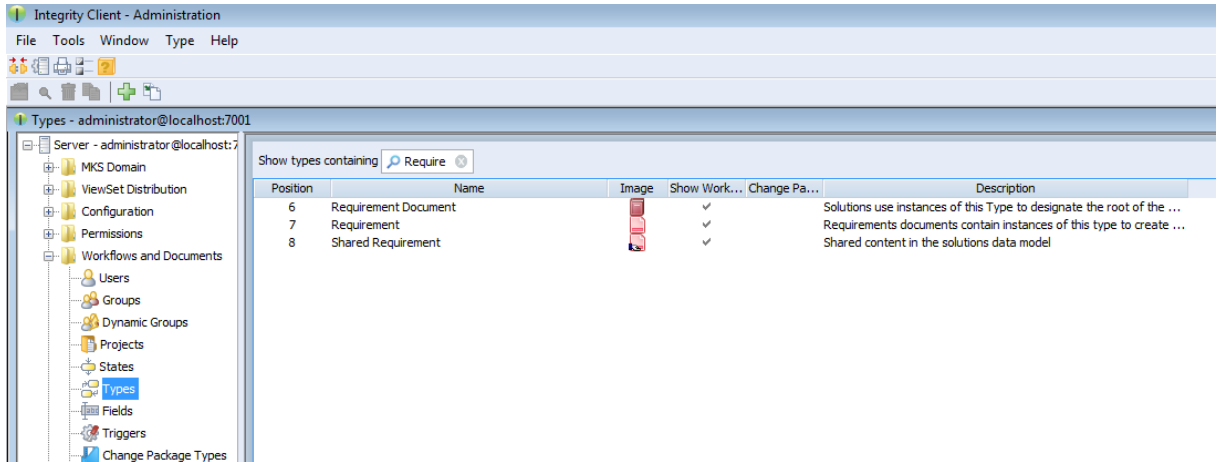 Integrity Client - Administration
File Tools Window Type Help
Types - administrator@localhost:7001
Server - administrator@localhost:7
MKS Domain
ViewSet Distribution
Configuration
Permissions
Workflows and Documents
Users
Groups
Dynamic Groups
Projects
States
Types
Fields
Triggers
Change Package Types
Show types containing Require
Position Name Image Show Work... Change Pa... Description
6 Requirement Document Solutions use instances of this Type to designate the root of the ...
7 Requirement Requirements documents contain instances of this type to create ...
8 Shared Requirement Shared content in the solutions data model